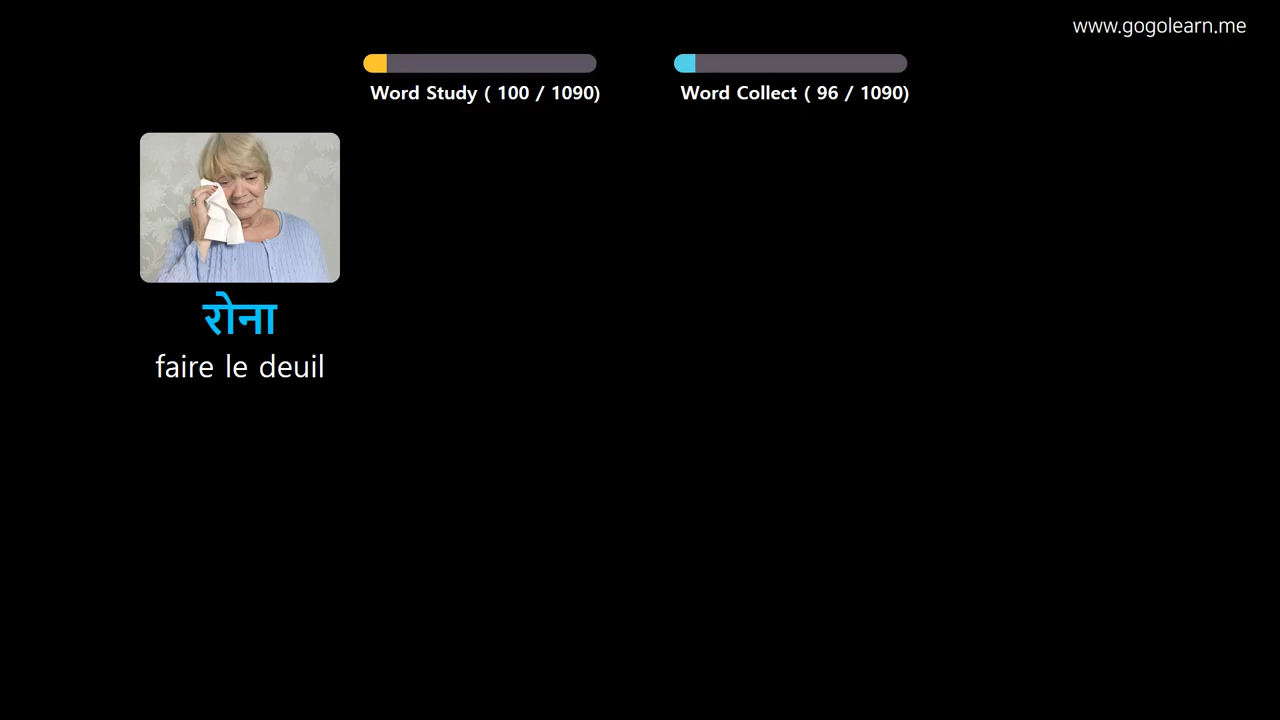 www.gogolearn.me
Word Study ( 100 / 1090)
Word Collect ( 96 / 1090)
रोना
faire le deuil